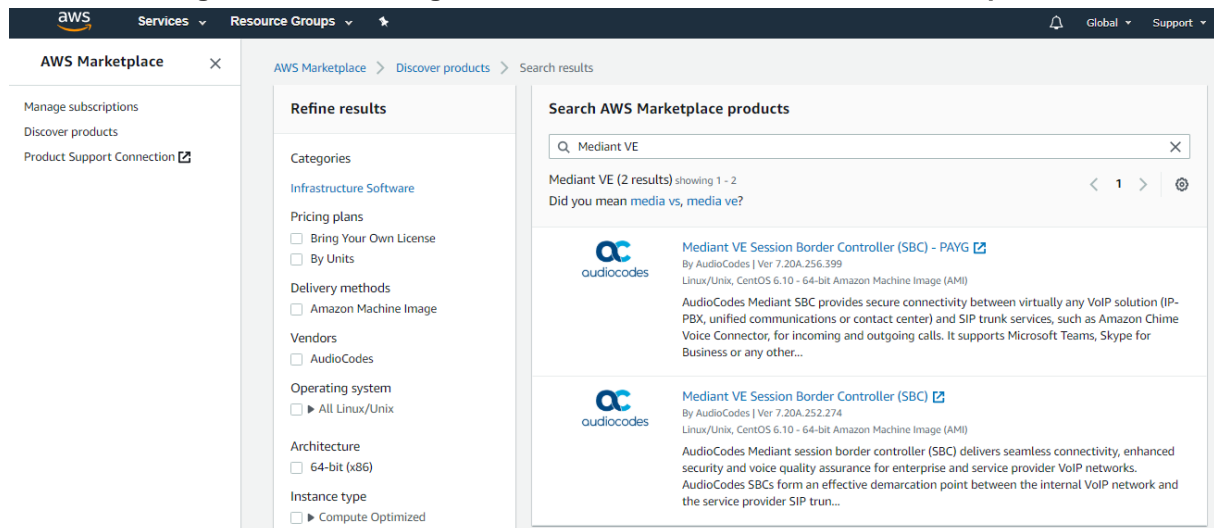 aws Services Resource Groups Global Support
AWS Marketplace
Manage subscriptions
Discover products
Product Support Connection
AWS Marketplace > Discover products > Search results
Refine results
Categories
Infrastructure Software
Pricing plans
Bring Your Own License
By Units
Delivery methods
Amazon Machine Image
Vendors
AudioCodes
Operating system
All Linux/Unix
Architecture
64-bit (x86)
Instance type
Compute Optimized
Search AWS Marketplace products
Mediant VE
Mediant VE (2 results) showing 1 - 2
< 1 >
Did you mean media vs, media ve?
audiocodes
Mediant VE Session Border Controller (SBC) - PAYG
By AudioCodes | Ver 7.20A.256.399
Linux/Unix, CentOS 6.10 - 64-bit Amazon Machine Image (AMI)
AudioCodes Mediant SBC provides secure connectivity between virtually any VoIP solution (IP-
PBX, unified communications or contact center) and SIP trunk services, such as Amazon Chime
Voice Connector, for incoming and outgoing calls. It supports Microsoft Teams, Skype for
Business or any other...
audiocodes
Mediant VE Session Border Controller (SBC)
By AudioCodes | Ver 7.20A.252.274
Linux/Unix, CentOS 6.10 - 64-bit Amazon Machine Image (AMI)
AudioCodes Mediant session border controller (SBC) delivers seamless connectivity, enhanced
security and voice quality assurance for enterprise and service provider VoIP networks.
AudioCodes SBCs form an effective demarcation point between the internal VoIP network and
the service provider SIP trun...